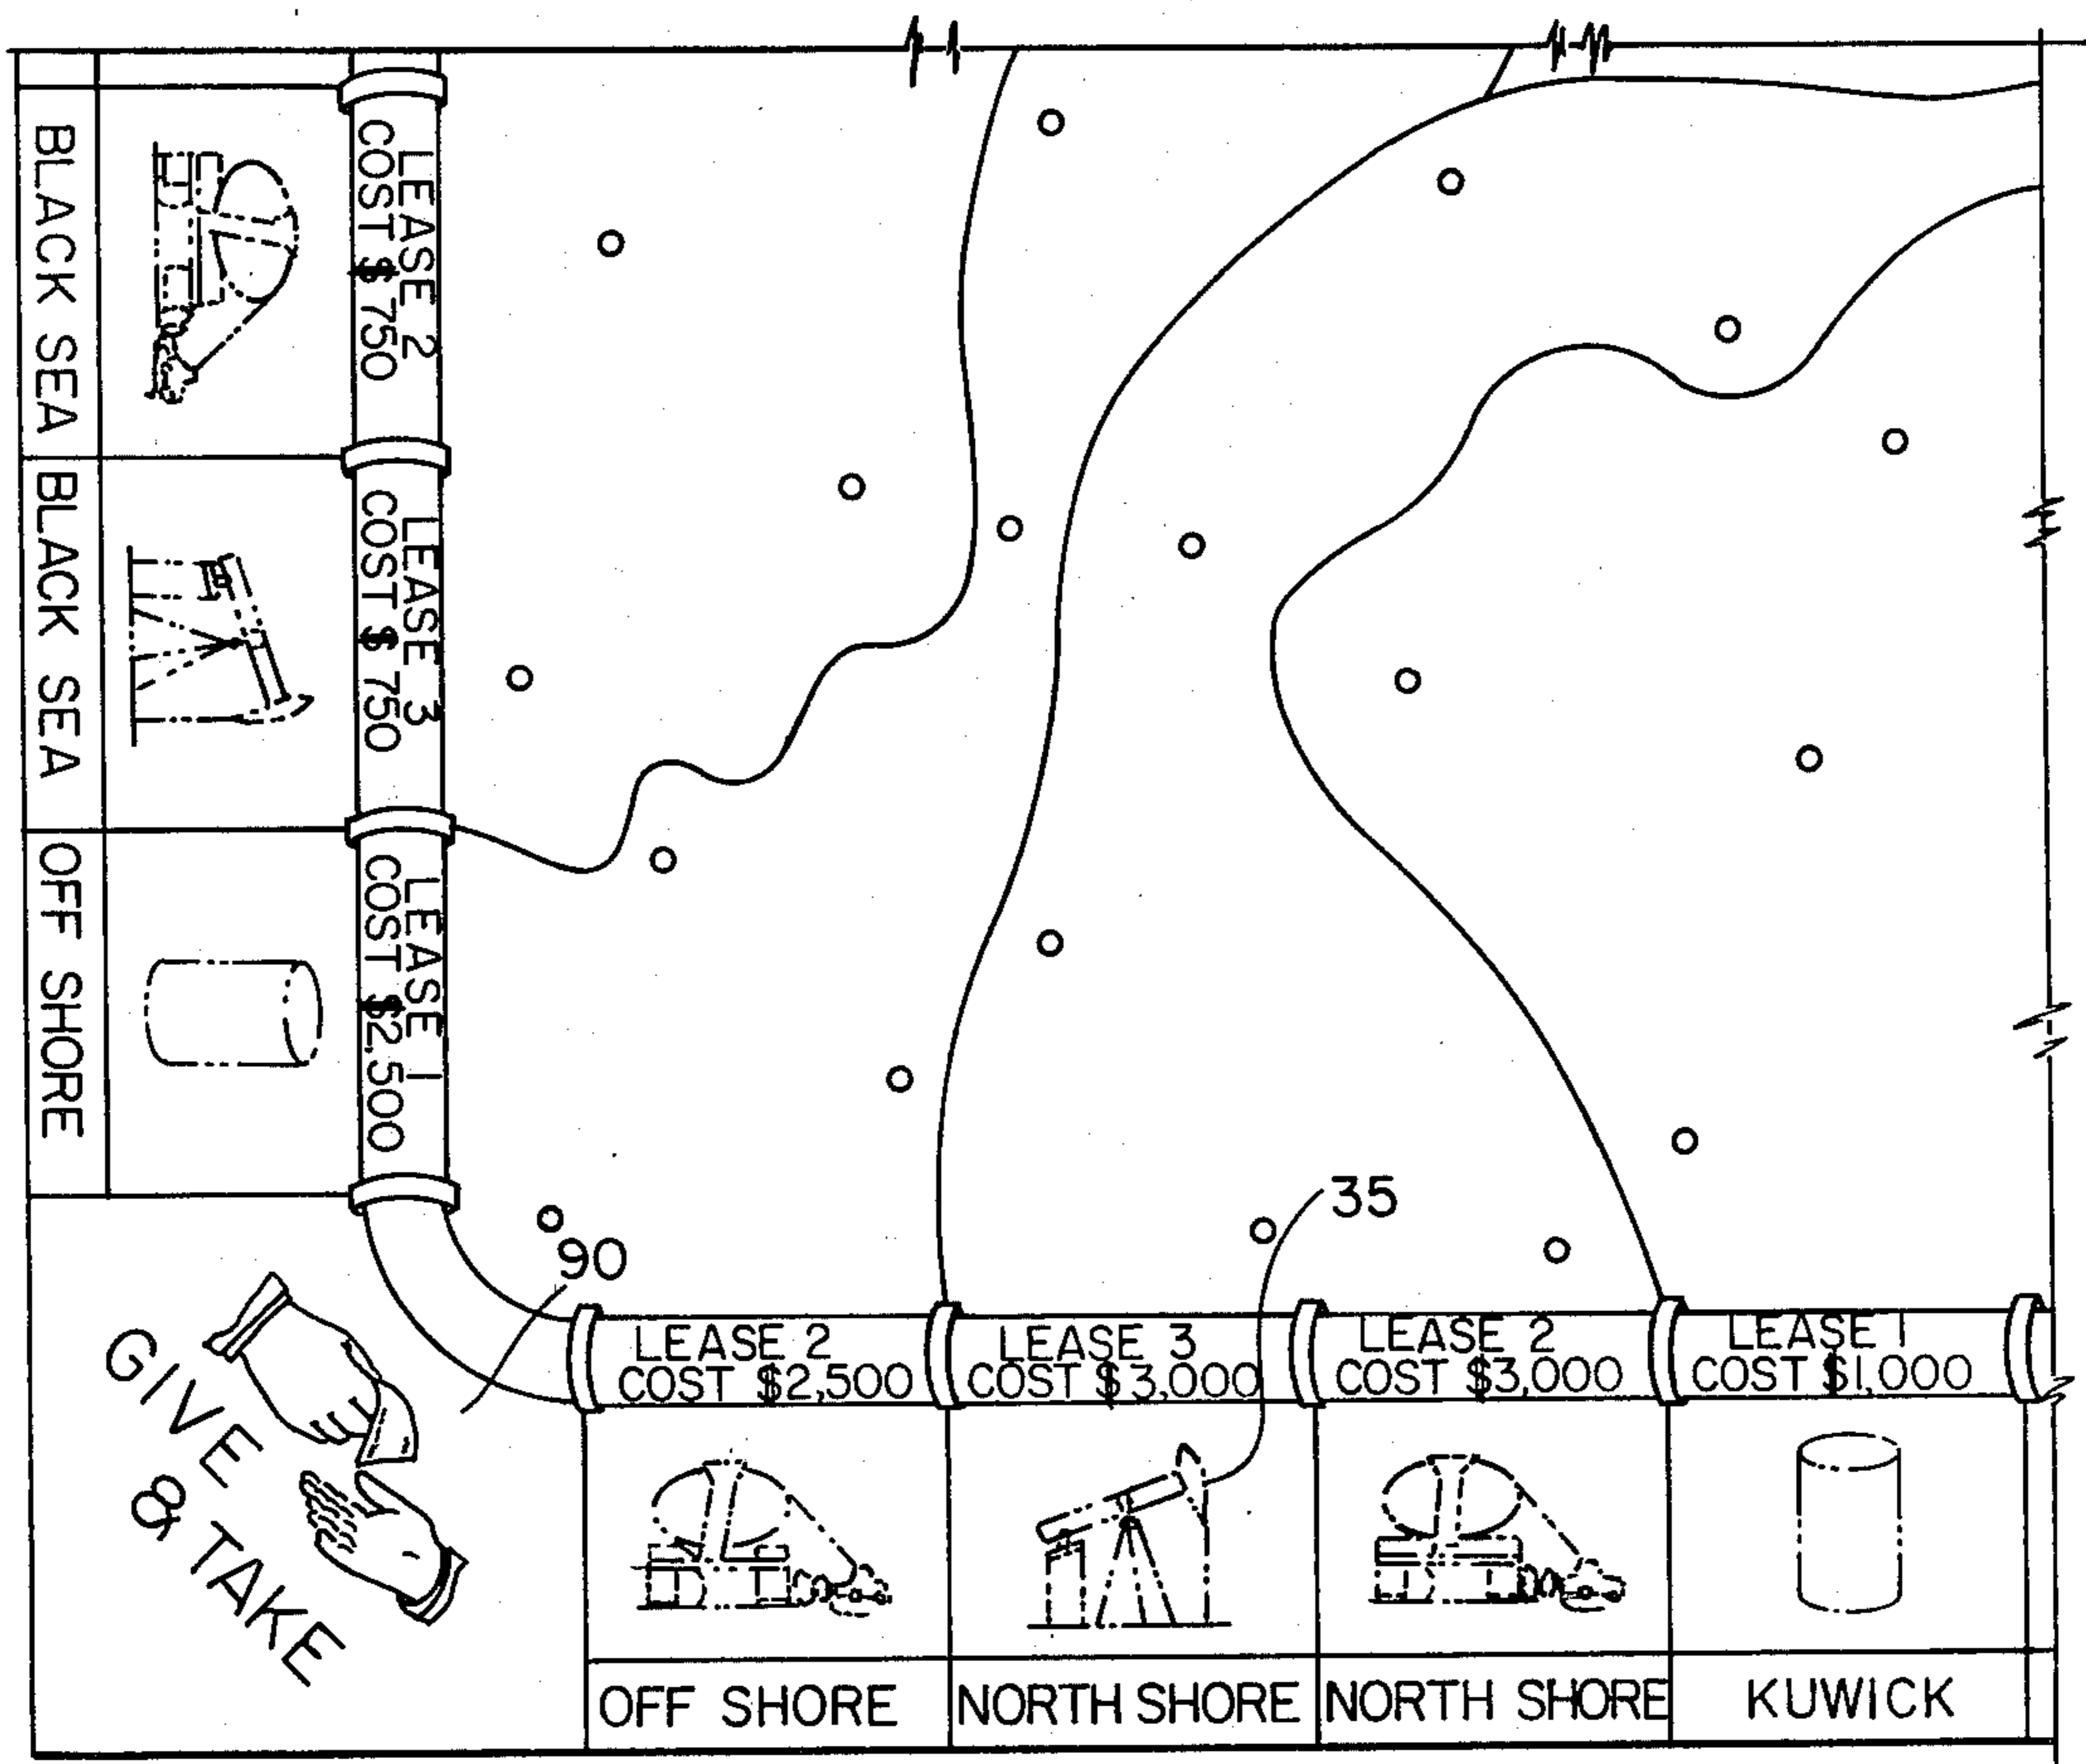 BLACK SEA
LEASE 2
COST $750
BLACK SEA
LEASE 3
COST $750
OFF SHORE
LEASE 1
COST $2,500
90
35
GIVE
& TAKE
LEASE 2
COST $2,500
OFF SHORE
LEASE 3
COST $3,000
NORTH SHORE
LEASE 2
COST $3,000
NORTH SHORE
LEASE 1
COST $1,000
KUWICK